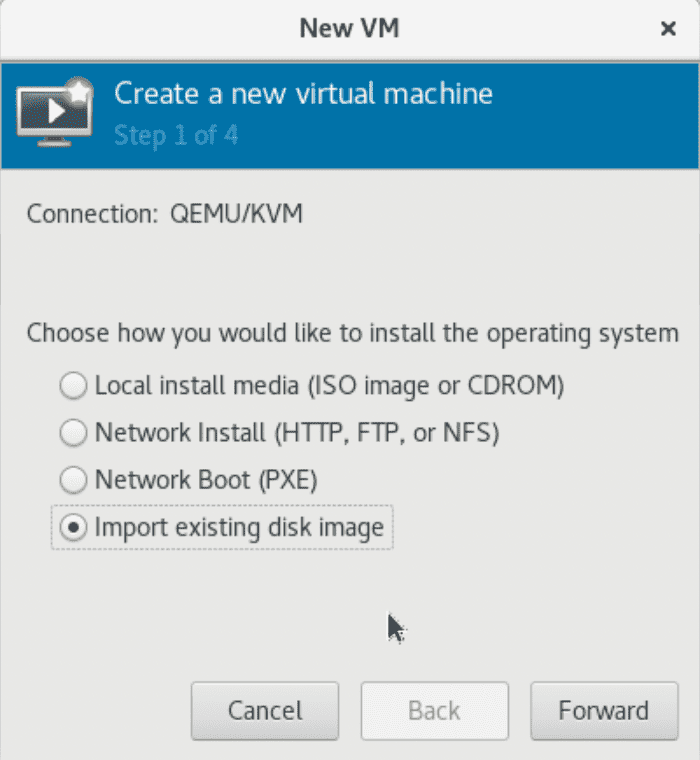 New VM
Create a new virtual machine
Step 1 of 4
Connection: QEMU/KVM
Choose how you would like to install the operating system
Local install media (ISO image or CDROM)
Network Install (HTTP, FTP, or NFS)
Network Boot (PXE)
Import existing disk image
Cancel Back Forward